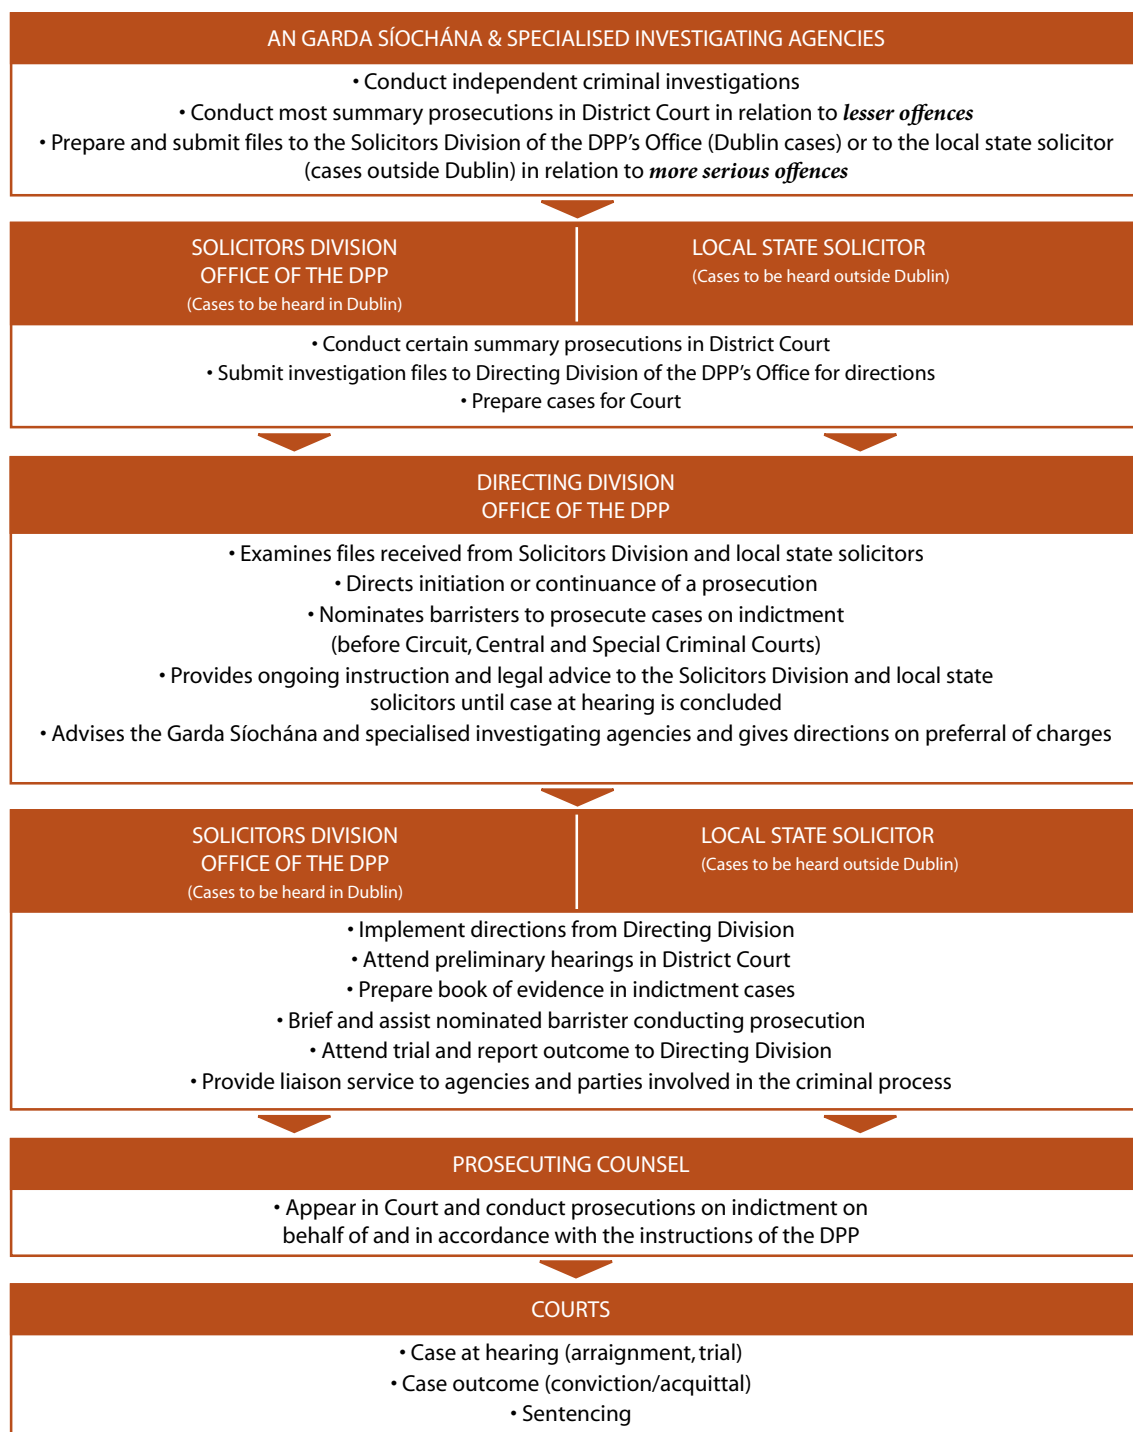 AN GARDA SÍOCHÁNA & SPECIALISED INVESTIGATING AGENCIES
• Conduct independent criminal investigations
• Conduct most summary prosecutions in District Court in relation to lesser offences
• Prepare and submit files to the Solicitors Division of the DPP's Office (Dublin cases) or to the local state solicitor
(cases outside Dublin) in relation to more serious offences
SOLICITORS DIVISION
OFFICE OF THE DPP
(Cases to be heard in Dublin)
LOCAL STATE SOLICITOR
(Cases to be heard outside Dublin)
• Conduct certain summary prosecutions in District Court
• Submit investigation files to Directing Division of the DPP's Office for directions
• Prepare cases for Court
DIRECTING DIVISION
OFFICE OF THE DPP
• Examines files received from Solicitors Division and local state solicitors
• Directs initiation or continuance of a prosecution
• Nominates barristers to prosecute cases on indictment
(before Circuit, Central and Special Criminal Courts)
• Provides ongoing instruction and legal advice to the Solicitors Division and local state
solicitors until case at hearing is concluded
• Advises the Garda Síochána and specialised investigating agencies and gives directions on preferral of charges
SOLICITORS DIVISION
OFFICE OF THE DPP
(Cases to be heard in Dublin)
LOCAL STATE SOLICITOR
(Cases to be heard outside Dublin)
• Implement directions from Directing Division
• Attend preliminary hearings in District Court
• Prepare book of evidence in indictment cases
• Brief and assist nominated barrister conducting prosecution
• Attend trial and report outcome to Directing Division
• Provide liaison service to agencies and parties involved in the criminal process
PROSECUTING COUNSEL
• Appear in Court and conduct prosecutions on indictment on
behalf of and in accordance with the instructions of the DPP
COURTS
• Case at hearing (arraignment, trial)
• Case outcome (conviction/acquittal)
• Sentencing